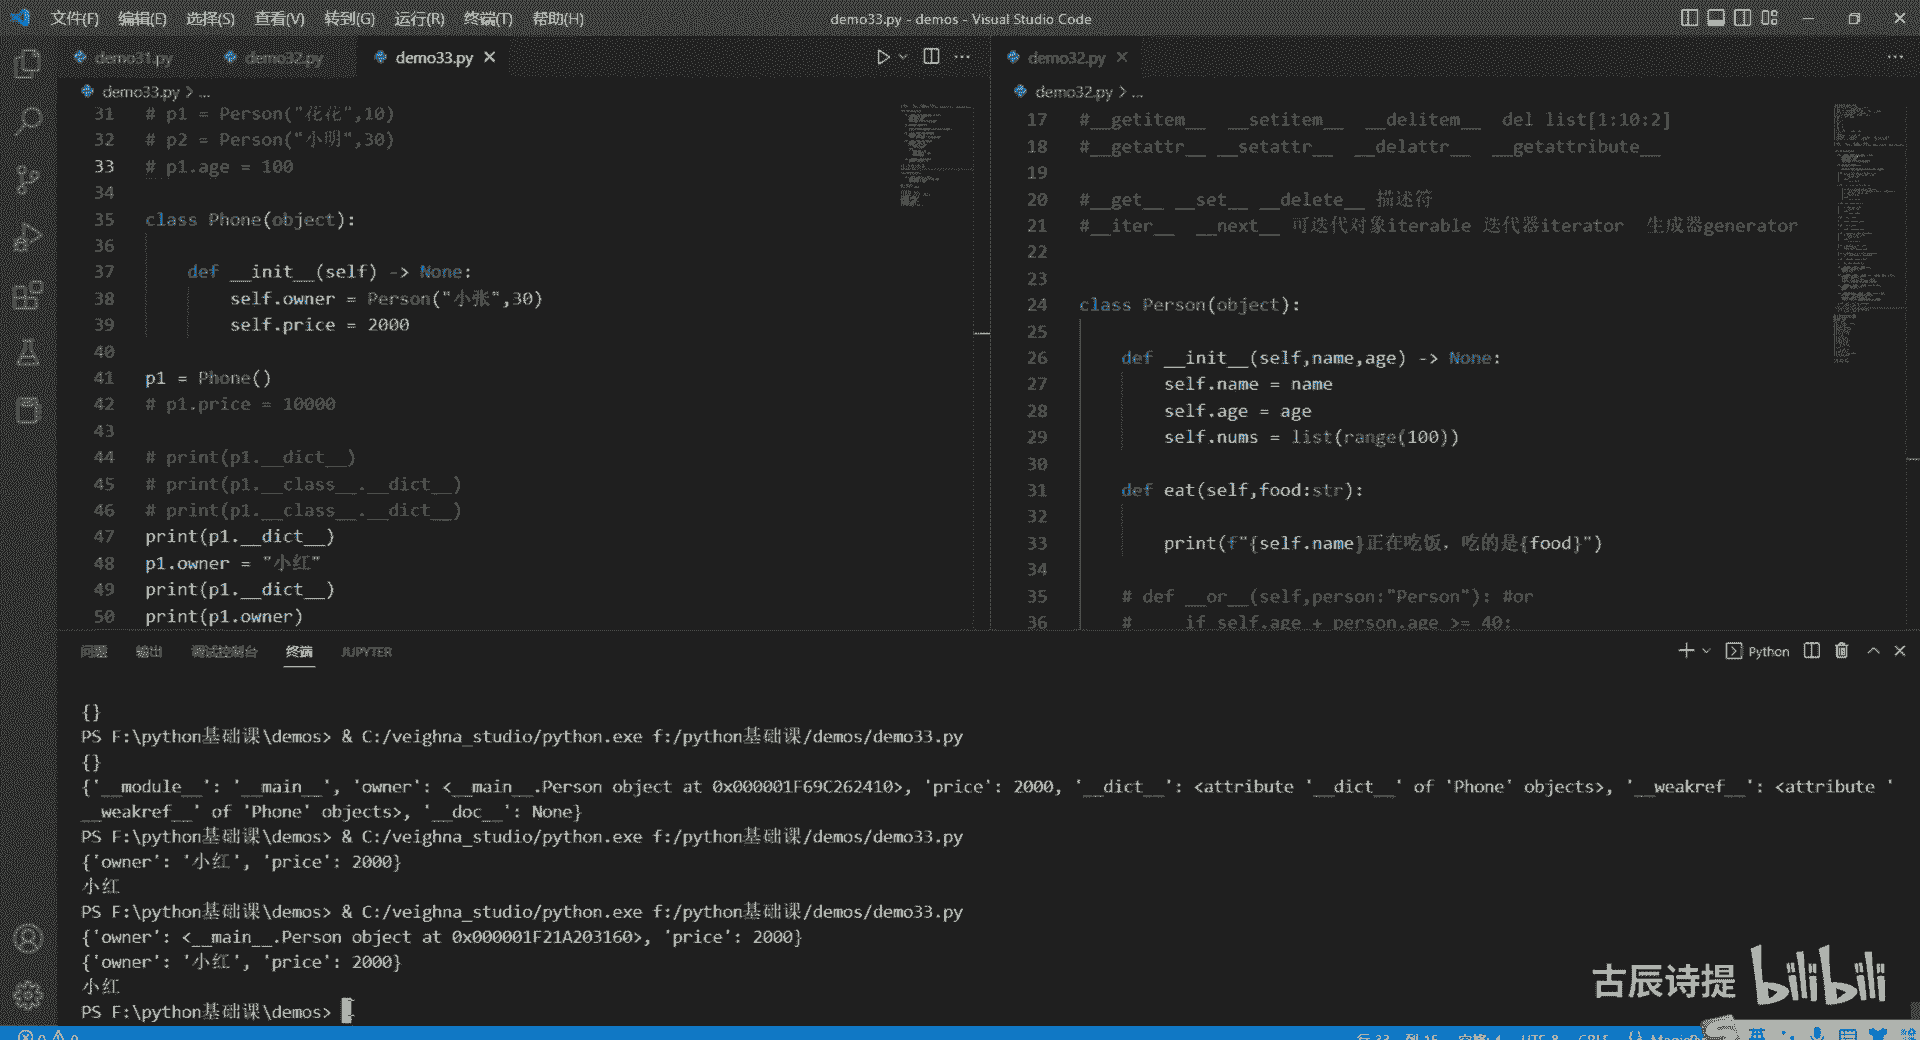 文件(F) 编辑(E) 选择(S) 查看(V) 转到(G) 运行(R) 终端(T) 帮助(H) demo33.py - demos - Visual Studio Code
demo31.py demo32.py demo33.py
demo33.py > ...
31 # p1 = Person("花花",10)
32 # p2 = Person("小明",30)
33 # p1.age = 100
34
35 class Phone(object):
36
37 def __init__(self) -> None:
38 self.owner = Person("小张",30)
39 self.price = 2000
40
41 p1 = Phone()
42 # p1.price = 10000
43
44 # print(p1.__dict__)
45 # print(p1.__class__.__dict__)
46 # print(p1.__class__.__dict__)
47 print(p1.__dict__)
48 p1.owner = "小红"
49 print(p1.__dict__)
50 print(p1.owner)
demo32.py
demo32.py > ...
17 #__getitem__ __setitem__ __delitem__ del list[1:10:2]
18 #__getattr__ __setattr__ __delattr__ __getattribute__
19
20 #__get__ __set__ __delete__ 描述符
21 #__iter__ __next__ 可迭代对象iterable 迭代器iterator 生成器generator
22
23
24 class Person(object):
25
26 def __init__(self,name,age) -> None:
27 self.name = name
28 self.age = age
29 self.nums = list(range(100))
30
31 def eat(self,food:str):
32
33 print(f"{self.name}正在吃饭，吃的是{food}")
34
35 # def __or__(self,person:"Person"): #or
36 # if self.age + person.age >= 40:
问题 输出 调试控制台 终端 JUPYTER
Python
{}
PS F:\python基础课\demos> & C:/veighna_studio/python.exe f:/python基础课/demos/demo33.py
{}
{'__module__': '__main__', 'owner': <__main__.Person object at 0x000001F69C262410>, 'price': 2000, '__dict__': <attribute '__dict__' of 'Phone' objects>, '__weakref__': <attribute '
__weakref__' of 'Phone' objects>, '__doc__': None}
PS F:\python基础课\demos> & C:/veighna_studio/python.exe f:/python基础课/demos/demo33.py
{'owner': '小红', 'price': 2000}
小红
PS F:\python基础课\demos> & C:/veighna_studio/python.exe f:/python基础课/demos/demo33.py
{'owner': <__main__.Person object at 0x000001F21A203160>, 'price': 2000}
{'owner': '小红', 'price': 2000}
小红
PS F:\python基础课\demos>
古辰诗提 bilibili